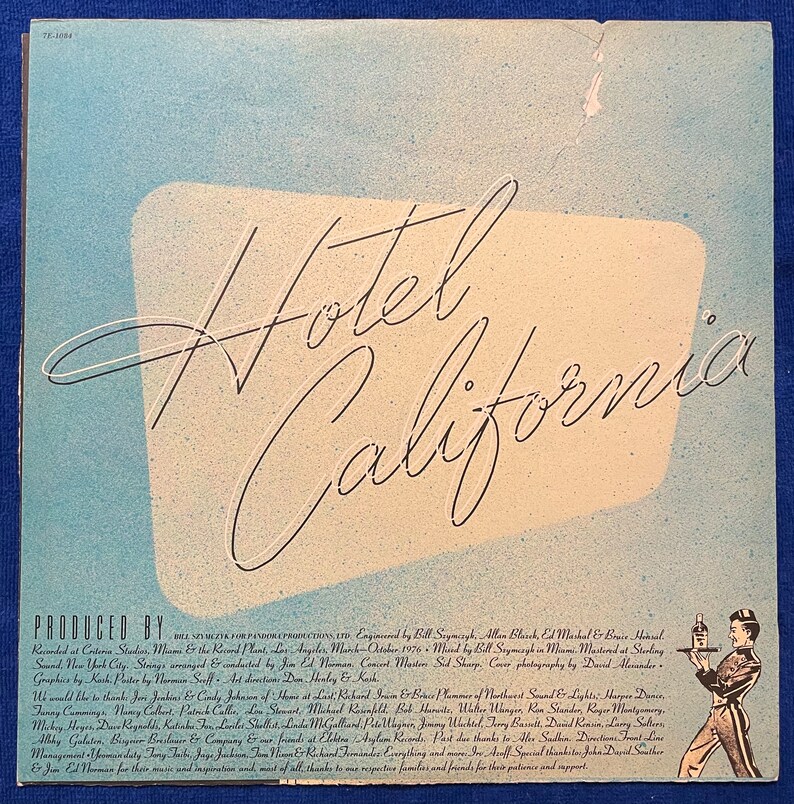 7E-1084
Hotel
California
PRODUCED BY BILL SZYMCZYK FOR PANDORA PRODUCTIONS, LTD. Engineered by Bill Szymczyk, Allan Blazek, Ed Mashal & Bruce Hensal.
Recorded at Criteria Studios, Miami & the Record Plant, Los Angeles, March–October 1976 • Mixed by Bill Szymczyk in Miami. Mastered at Sterling
Sound, New York City. Strings arranged & conducted by Jim Ed Norman. Concert Master: Sid Sharp. Cover photography by David Alexander •
Graphics by Kosh. Poster by Norman Seeff • Art direction: Don Henley & Kosh.
We would like to thank: Jeri Jenkins & Cindy Johnson of Home at Last, Richard Irwin & Bruce Plummer of Northwest Sound & Lights, Harper Dance,
Fanny Cummings, Nancy Colbert, Patrick Cullie, Lou Stewart, Michael Rosenfeld, Bob Hurwitz, Walter Wanger, Ron Stander, Roger Montgomery,
Mickey Heyes, Dave Reynolds, Katinka Fox, Lorilei Shellist, Linda McGalliard, Pete Wagner, Jimmy Wachtel, Terry Bassett, David Kensin, Larry Solters,
Albhy Galuten, Bisgeier Breslauer & Company & our friends at Elektra Asylum Records. Past due thanks to Alex Sadkin. Direction: Front Line
Management • Yeoman duty Tony Taibi, Jage Jackson, Tom Nixon & Richard Fernandez. Everything and more: Irv Azoff. Special thanks to: John David Souther
& Jim Ed Norman for their music and inspiration and, most of all, thanks to our respective families and friends for their patience and support.